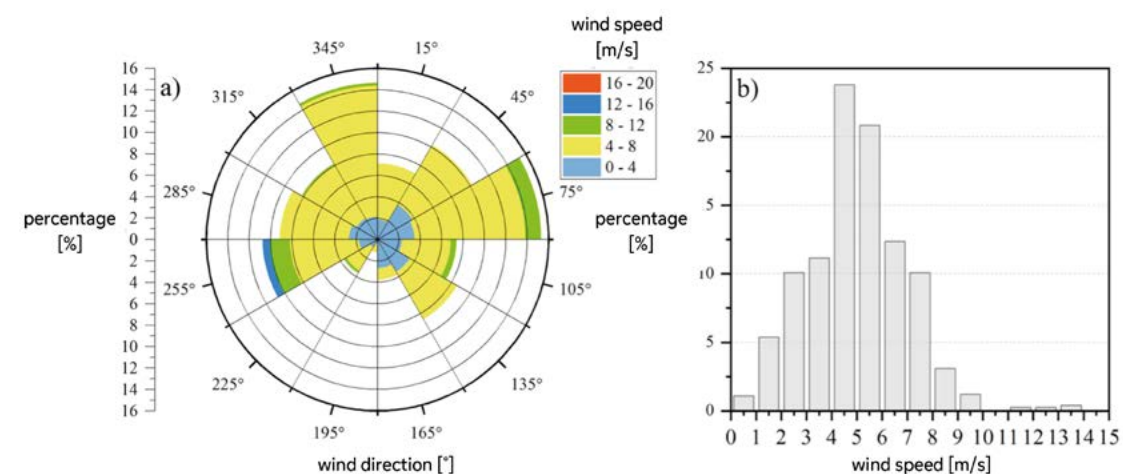 wind speed
[m/s]
16 - 20
12 - 16
8 - 12
4 - 8
0 - 4
a)
345°
15°
315°
45°
285°
75°
255°
105°
225°
135°
195°
165°
16
14
12
10
8
6
4
2
0
2
4
6
8
10
12
14
16
percentage
[%]
wind direction [°]
b)
25
20
5
10
5
0
percentage
[%]
0 1 2 3 4 5 6 7 8 9 10 11 12 13 14 15
wind speed [m/s]